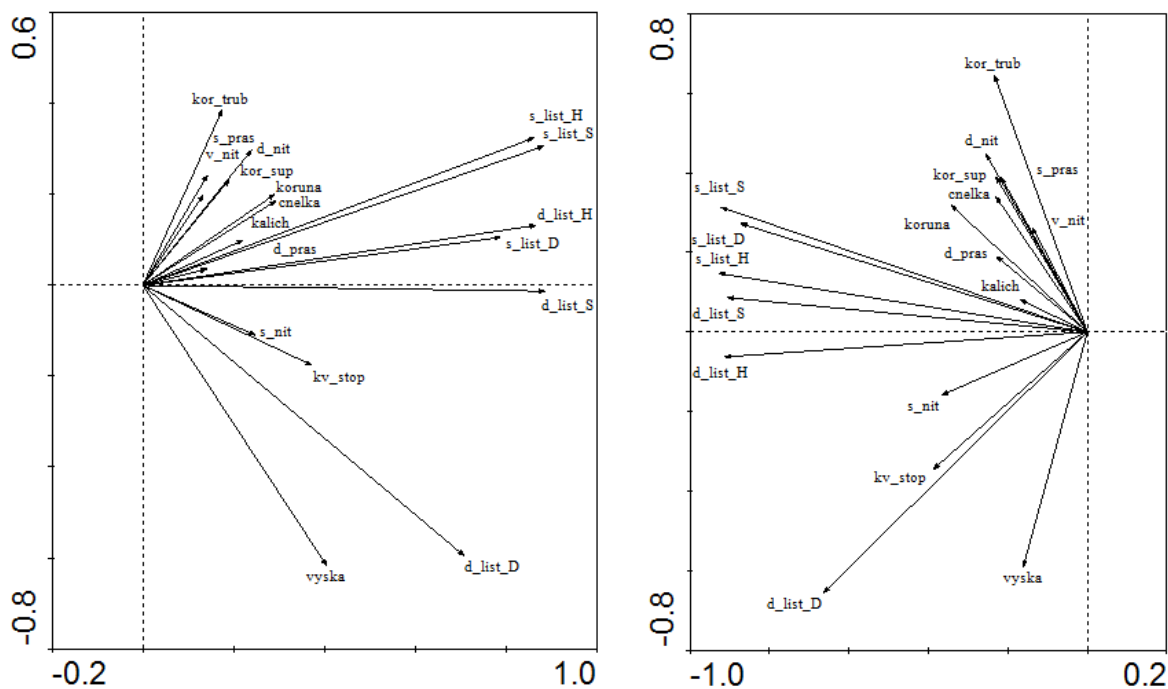 0.6
kor_trub
s_pras
d_nit
v_nit
kor_sup
koruna
cnelka
kalich
d_pras
s_list_H
s_list_S
d_list_H
s_list_D
d_list_S
s_nit
kv_stop
vyska
d_list_D
-0.8
-0.2
1.0
0.8
kor_trub
d_nit
s_pras
kor_sup
cnelka
s_list_S
koruna
v_nit
s_list_D
d_pras
s_list_H
kalich
d_list_S
d_list_H
s_nit
kv_stop
vyska
d_list_D
-0.8
-1.0
0.2